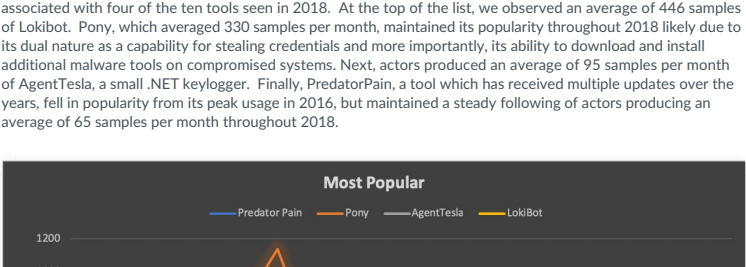 associated with four of the ten tools seen in 2018.  At the top of the list, we observed an average of 446 samples
of Lokibot.  Pony, which averaged 330 samples per month, maintained its popularity throughout 2018 likely due to
its dual nature as a capability for stealing credentials and more importantly, its ability to download and install
additional malware tools on compromised systems. Next, actors produced an average of 95 samples per month
of AgentTesla, a small .NET keylogger.  Finally, PredatorPain, a tool which has received multiple updates over the
years, fell in popularity from its peak usage in 2016, but maintained a steady following of actors producing an
average of 65 samples per month throughout 2018.
Most Popular
Predator Pain Pony AgentTesla LokiBot
1200